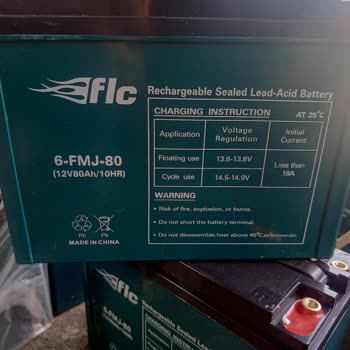 flc
Rechargeable Sealed Lead-Acid Battery
CHARGING INSTRUCTION AT 25°C
Application Voltage Regulation Initial Current
Floating use 13.6-13.8V Less than 18A
Cycle use 14.5-14.9V
6-FMJ-80
(12V80Ah/10HR)
WARNING
• Risk of fire, explosion, or burns.
• Do not short the battery terminal.
• Do not disassemble,heat above 40°C,or incinerate
Pb Pb
MADE IN CHINA
flc
Rechargeable Sealed Lead
CHARGING INSTRUCTION
6-FMJ-80